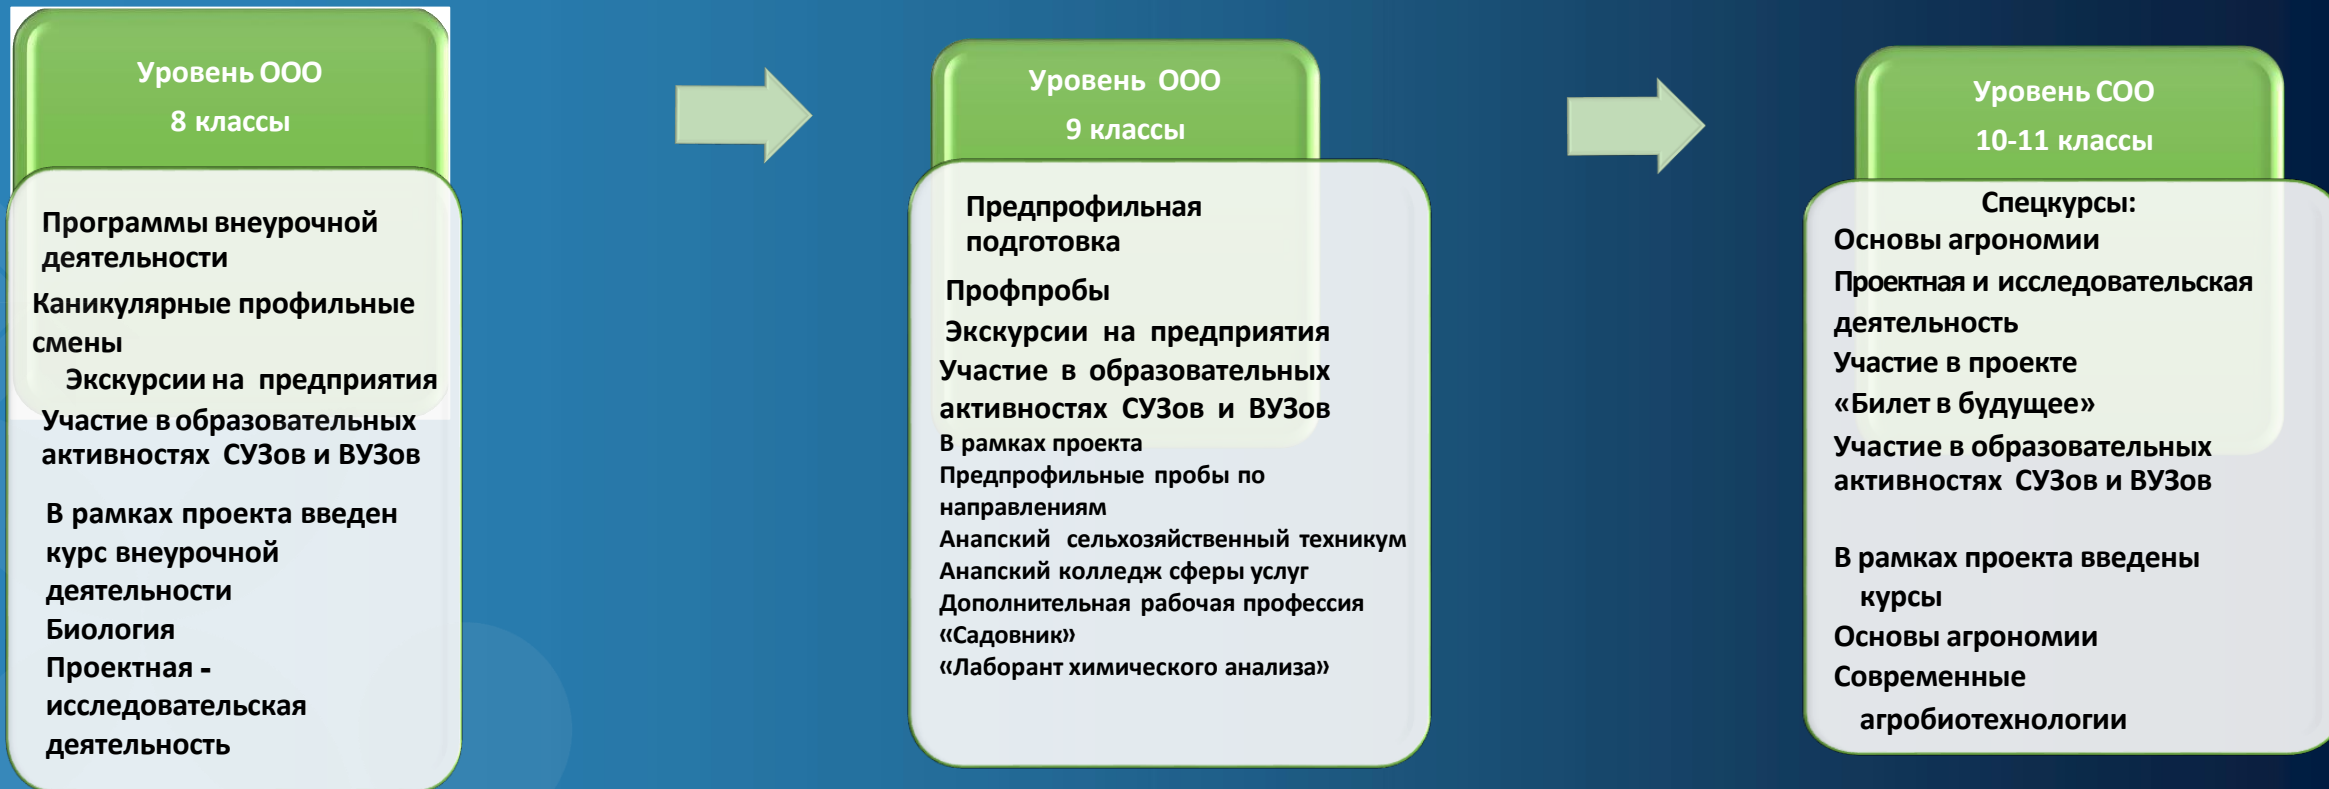 Уровень ООО
8 классы
Программы внеурочной
деятельности
Каникулярные профильные
смены
Экскурсии на предприятия
Участие в образовательных
активностях СУЗов и ВУЗов
В рамках проекта введен
курс внеурочной
деятельности
Биология
Проектная -
исследовательская
деятельность
Уровень ООО
9 классы
Предпрофильная
подготовка
Профпробы
Экскурсии на предприятия
Участие в образовательных
активностях СУЗов и ВУЗов
В рамках проекта
Предпрофильные пробы по
направлениям
Анапский сельхозяйственный техникум
Анапский колледж сферы услуг
Дополнительная рабочая профессия
«Садовник»
«Лаборант химического анализа»
Уровень СОО
10-11 классы
Спецкурсы:
Основы агрономии
Проектная и исследовательская
деятельность
Участие в проекте
«Билет в будущее»
Участие в образовательных
активностях СУЗов и ВУЗов
В рамках проекта введены
курсы
Основы агрономии
Современные
агробиотехнологии